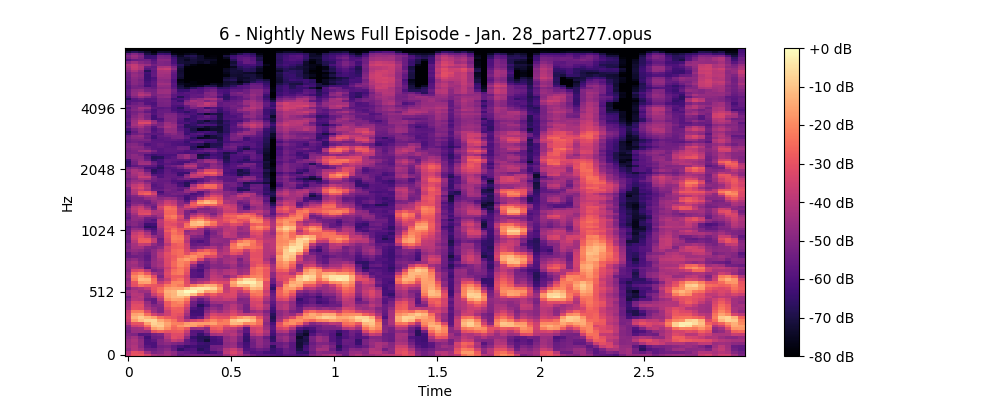 6 - Nightly News Full Episode - Jan. 28_part277.opus
Hz
4096
2048
1024
512
0
0
0.5
1
1.5
2
2.5
Time
+0 dB
-10 dB
-20 dB
-30 dB
-40 dB
-50 dB
-60 dB
-70 dB
-80 dB